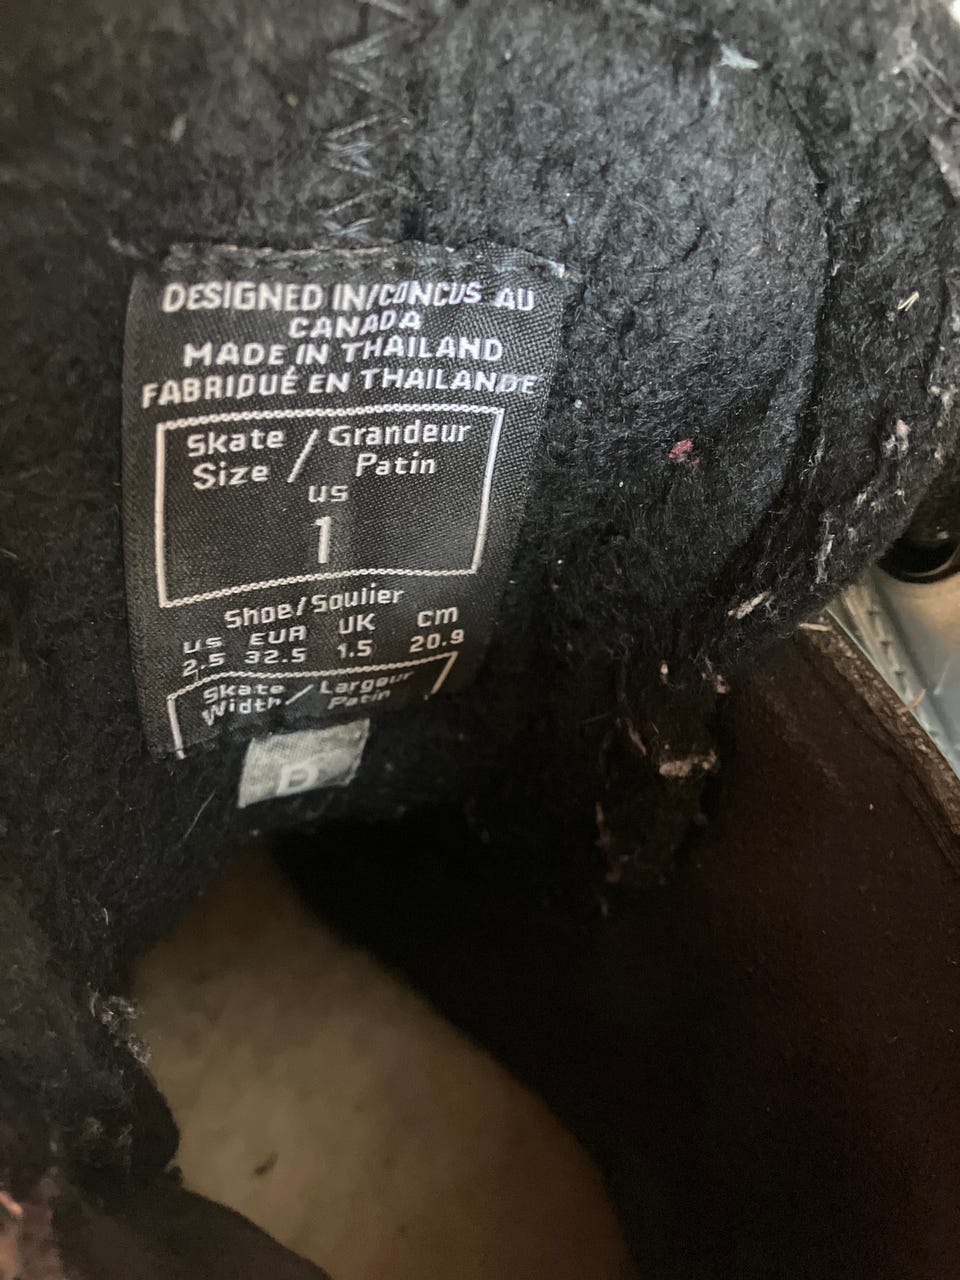 DESIGNED IN/CONCUS AU
CANADA
MADE IN THAILAND
FABRIQUÉ EN THAILANDE
Skate / Grandeur
Size / Patin
US
1
Shoe/Soulier
US EUR UK Cm
2.5 32.5 1.5 20.9
Skate / Largeur
Width / Patin
D